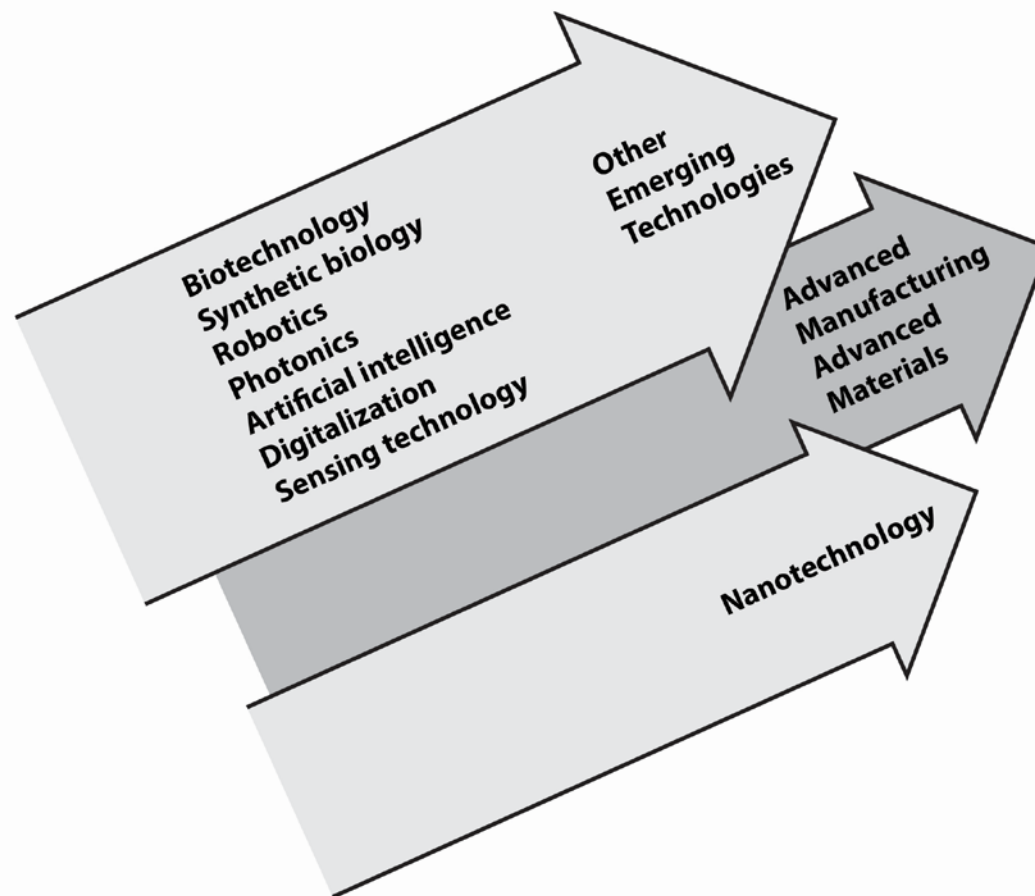 Other
Emerging
Technologies
Biotechnology
Synthetic biology
Robotics
Photonics
Artificial intelligence
Digitalization
Sensing technology
Advanced
Manufacturing
Advanced
Materials
Nanotechnology